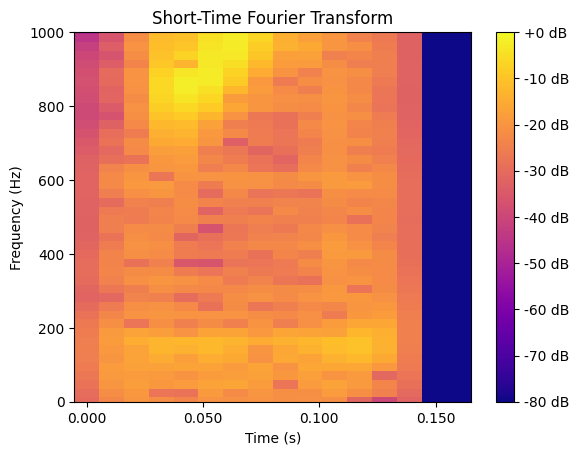 Short-Time Fourier Transform
1000
800
600
400
200
0
Frequency (Hz)
0.000
0.050
0.100
0.150
Time (s)
+0 dB
-10 dB
-20 dB
-30 dB
-40 dB
-50 dB
-60 dB
-70 dB
-80 dB